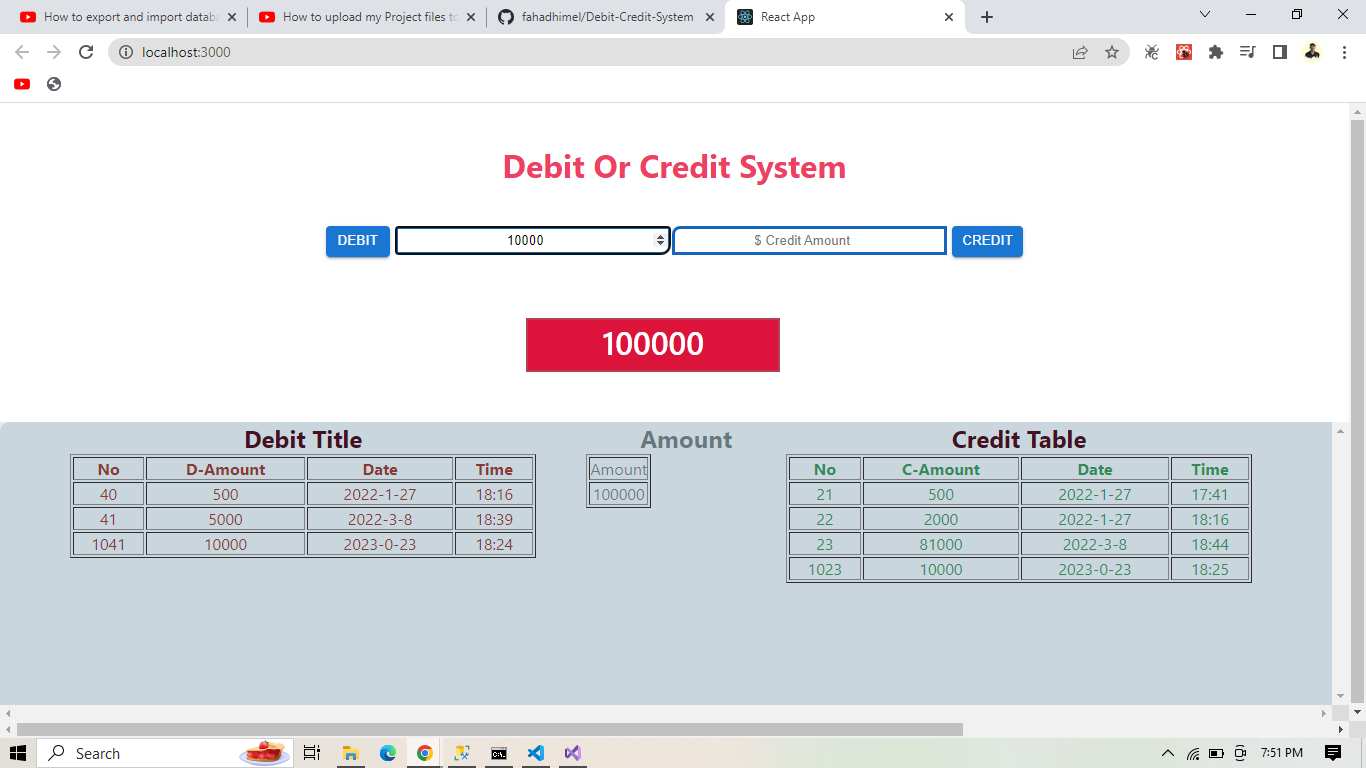 How to export and import databa
How to upload my Project files to
fahadhimel/Debit-Credit-System
React App
localhost:3000
Debit Or Credit System
DEBIT 10000 $ Credit Amount CREDIT
100000
Debit Title
No D-Amount Date Time
40 500 2022-1-27 18:16
41 5000 2022-3-8 18:39
1041 10000 2023-0-23 18:24
Amount
Amount
100000
Credit Table
No C-Amount Date Time
21 500 2022-1-27 17:41
22 2000 2022-1-27 18:16
23 81000 2022-3-8 18:44
1023 10000 2023-0-23 18:25
Search
7:51 PM